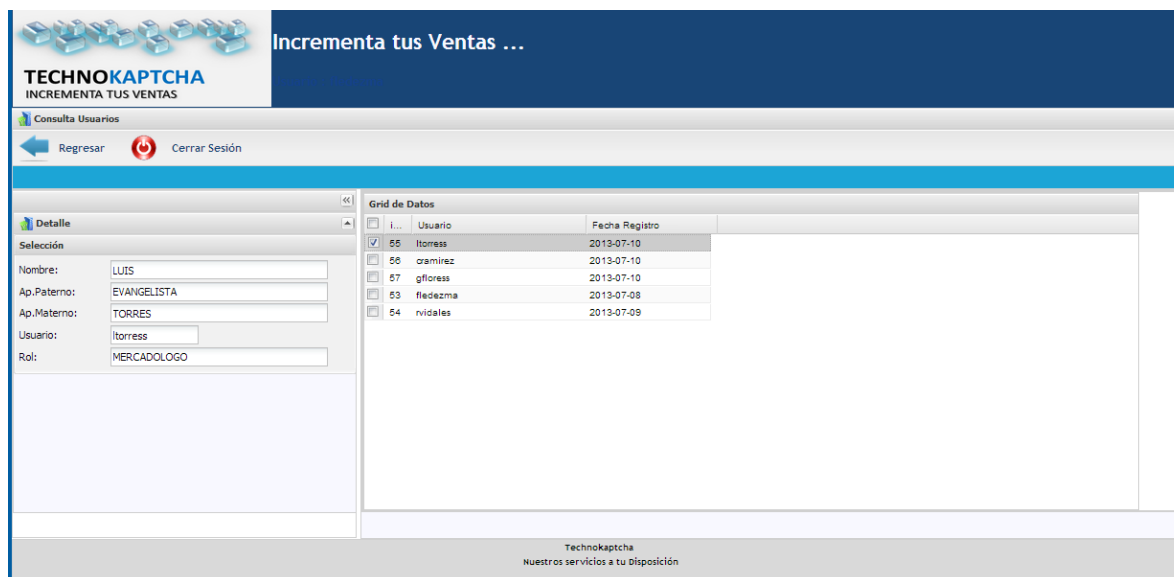 Incrementa tus Ventas ...
TECHNOKAPTCHA
INCREMENTA TUS VENTAS
Consulta Usuarios
Regresar
Cerrar Sesión
Detalle
Selección
Nombre: LUIS
Ap.Paterno: EVANGELISTA
Ap.Materno: TORRES
Usuario: ltorress
Rol: MERCADOLOGO
Grid de Datos
i... Usuario Fecha Registro
55 ltorress 2013-07-10
56 cramirez 2013-07-10
57 gfloress 2013-07-10
53 fledezma 2013-07-08
54 rvidales 2013-07-09
Technokaptcha
Nuestros servicios a tu Disposición